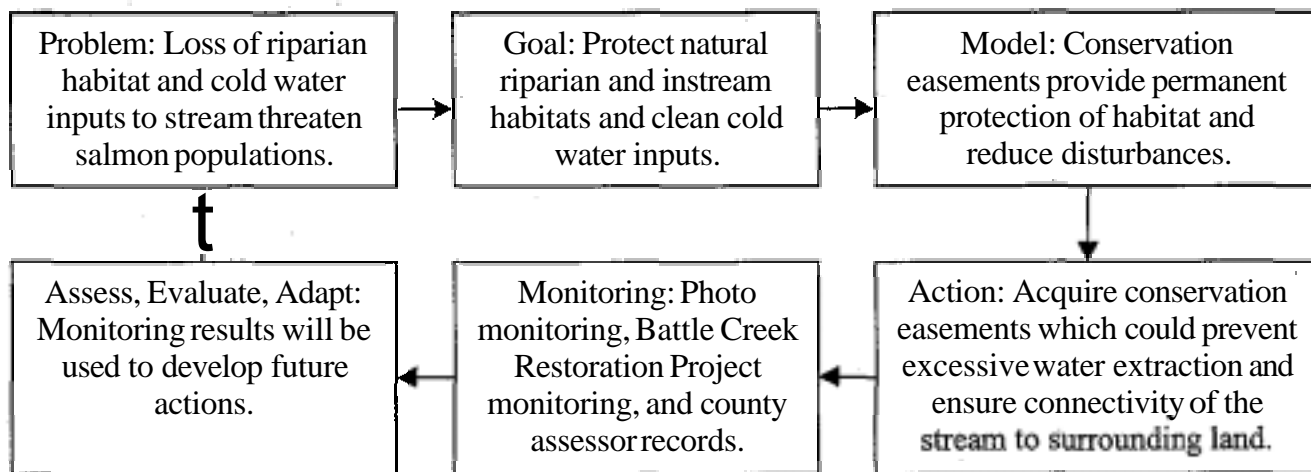 Problem: Loss of riparian
habitat and cold water
inputs to stream threaten
salmon populations.
Goal: Protect natural
riparian and instream
habitats and clean cold
water inputs.
Model: Conservation
easements provide permanent
protection of habitat and
reduce disturbances.
t
Assess, Evaluate, Adapt:
Monitoring results will be
used to develop future
actions.
Monitoring: Photo
monitoring, Battle Creek
Restoration Project
monitoring, and county
assessor records.
Action: Acquire conservation
easements which could prevent
excessive water extraction and
ensure connectivity of the
stream to surrounding land.